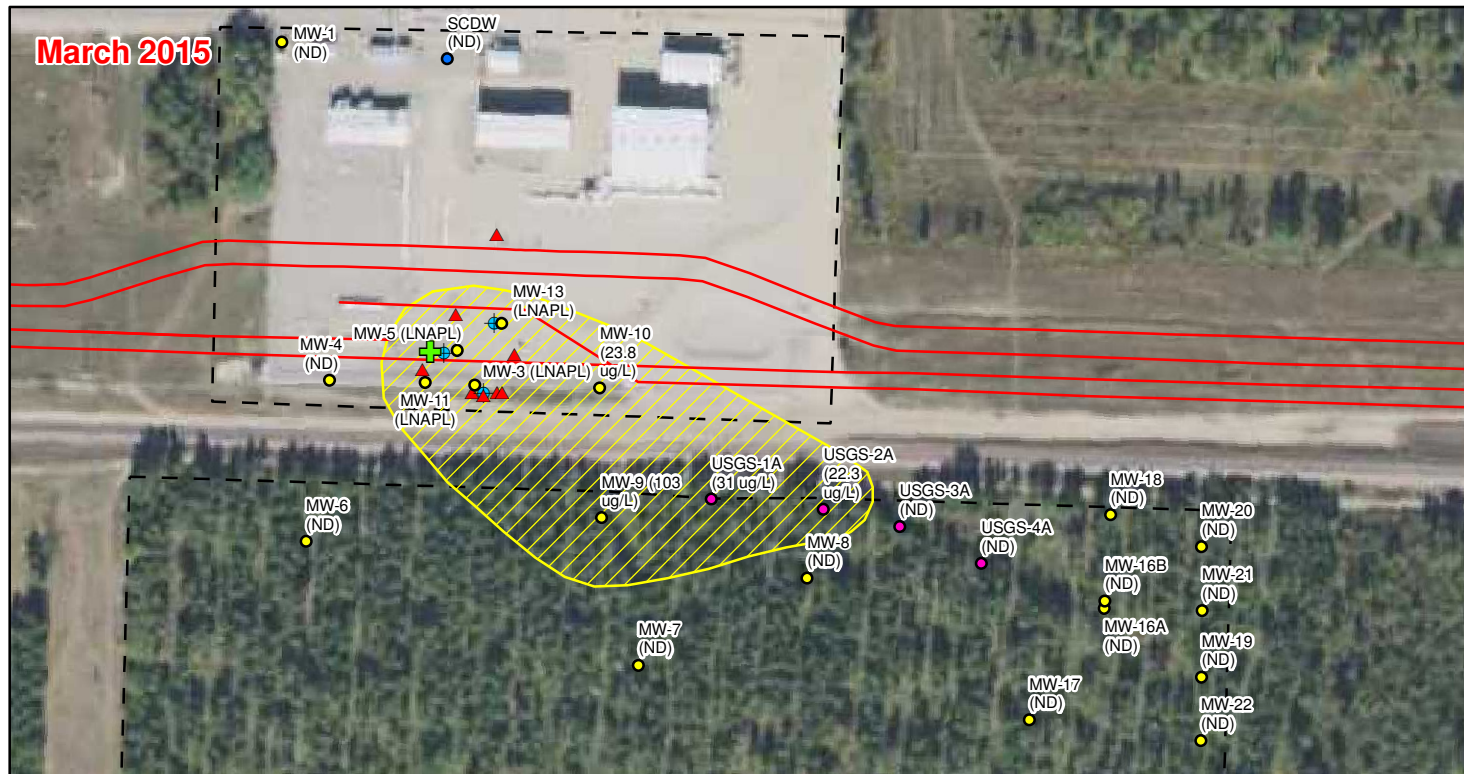 March 2015
MW-1
(ND)
SCDW
(ND)
MW-13
(LNAPL)
MW-5 (LNAPL)
MW-10
(23.8
ug/L)
MW-4
(ND)
MW-3 (LNAPL)
MW-11
(LNAPL)
MW-9 (103
ug/L)
USGS-1A
(31 ug/L)
USGS-2A
(22.3
ug/L)
USGS-3A
(ND)
MW-18
(ND)
MW-6
(ND)
MW-20
(ND)
USGS-4A
(ND)
MW-8
(ND)
MW-16B
(ND)
MW-21
(ND)
MW-16A
(ND)
MW-7
(ND)
MW-19
(ND)
MW-17
(ND)
MW-22
(ND)